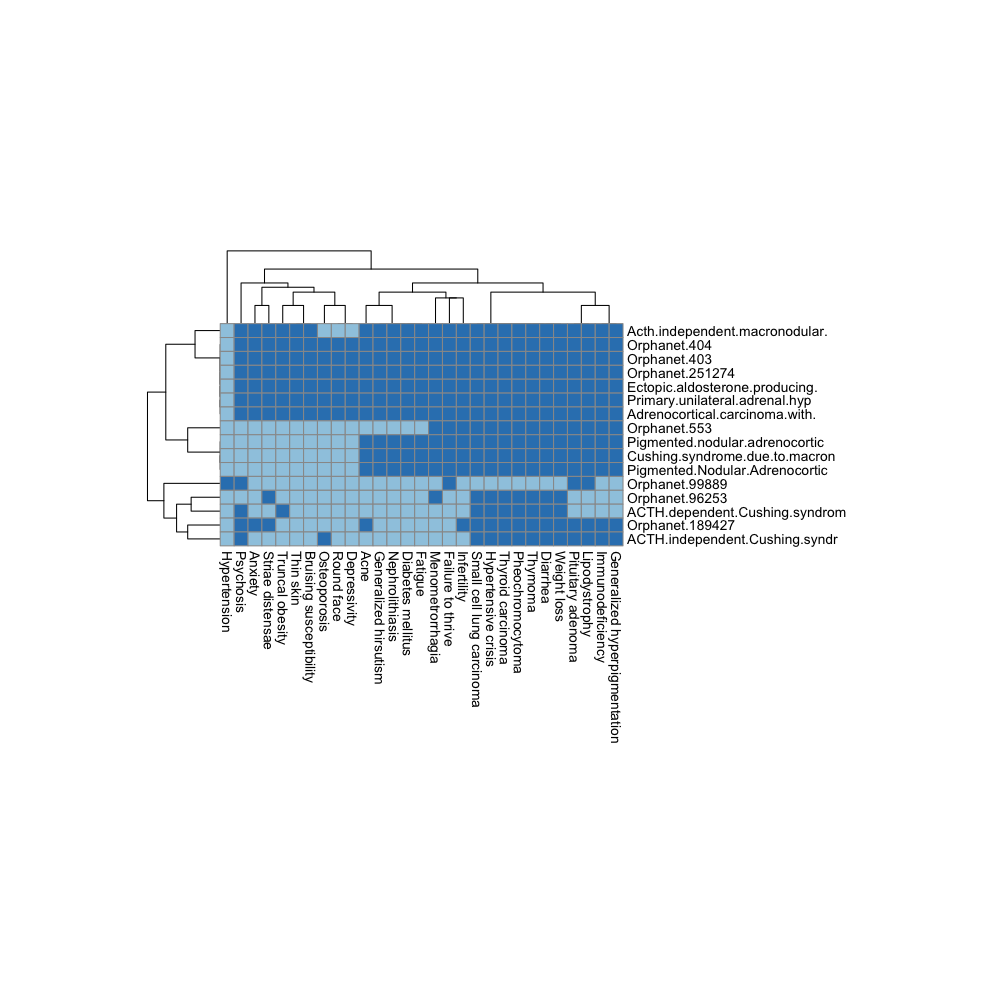 Acth.independent.macronodular.
Orphanet.404
Orphanet.403
Orphanet.251274
Ectopic.aldosterone.producing.
Primary.unilateral.adrenal.hyp
Adrenocortical.carcinoma.with.
Orphanet.553
Pigmented.nodular.adrenocortic
Cushing.syndrome.due.to.macron
Pigmented.Nodular.Adrenocortic
Orphanet.99889
Orphanet.96253
ACTH.dependent.Cushing.syndrom
Orphanet.189427
ACTH.independent.Cushing.syndr
Hypertension
Psychosis
Anxiety
Striae distensae
Truncal obesity
Thin skin
Bruising susceptibility
Osteoporosis
Round face
Depressivity
Acne
Generalized hirsutism
Nephrolithiasis
Diabetes mellitus
Fatigue
Menometrorrhagia
Failure to thrive
Infertility
Small cell lung carcinoma
Hypertensive crisis
Thyroid carcinoma
Pheochromocytoma
Thymoma
Diarrhea
Weight loss
Pituitary adenoma
Lipodystrophy
Immunodeficiency
Generalized hyperpigmentation